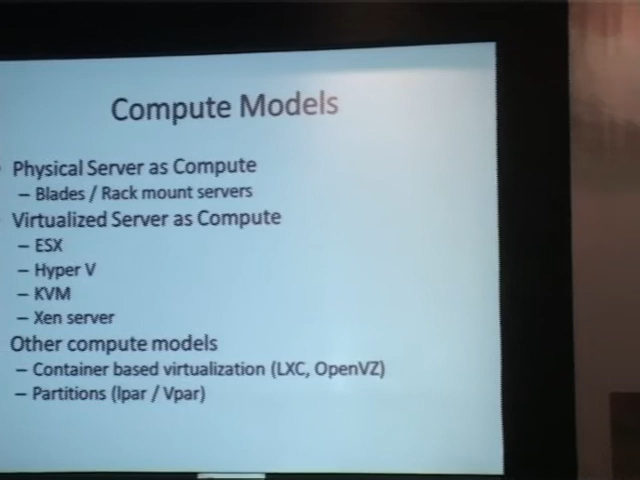 Compute Models
Physical Server as Compute
– Blades / Rack mount servers
Virtualized Server as Compute
– ESX
– Hyper V
– KVM
– Xen server
Other compute models
– Container based virtualization (LXC, OpenVZ)
– Partitions (lpar / Vpar)